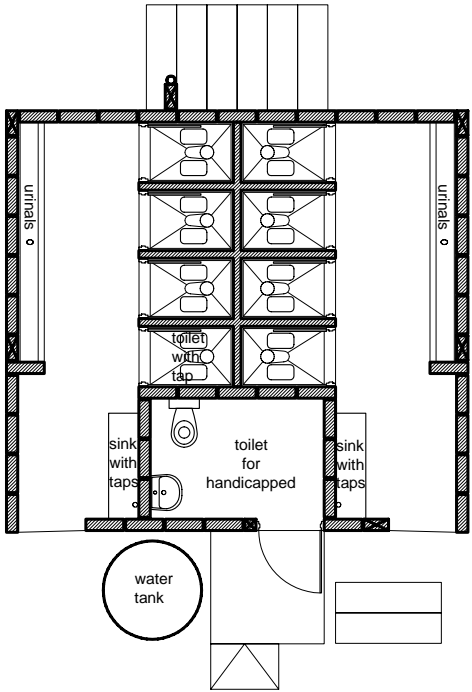 urinals
urinals
toilet
with
tap
sink
with
taps
toilet
for
handicapped
sink
with
taps
water
tank